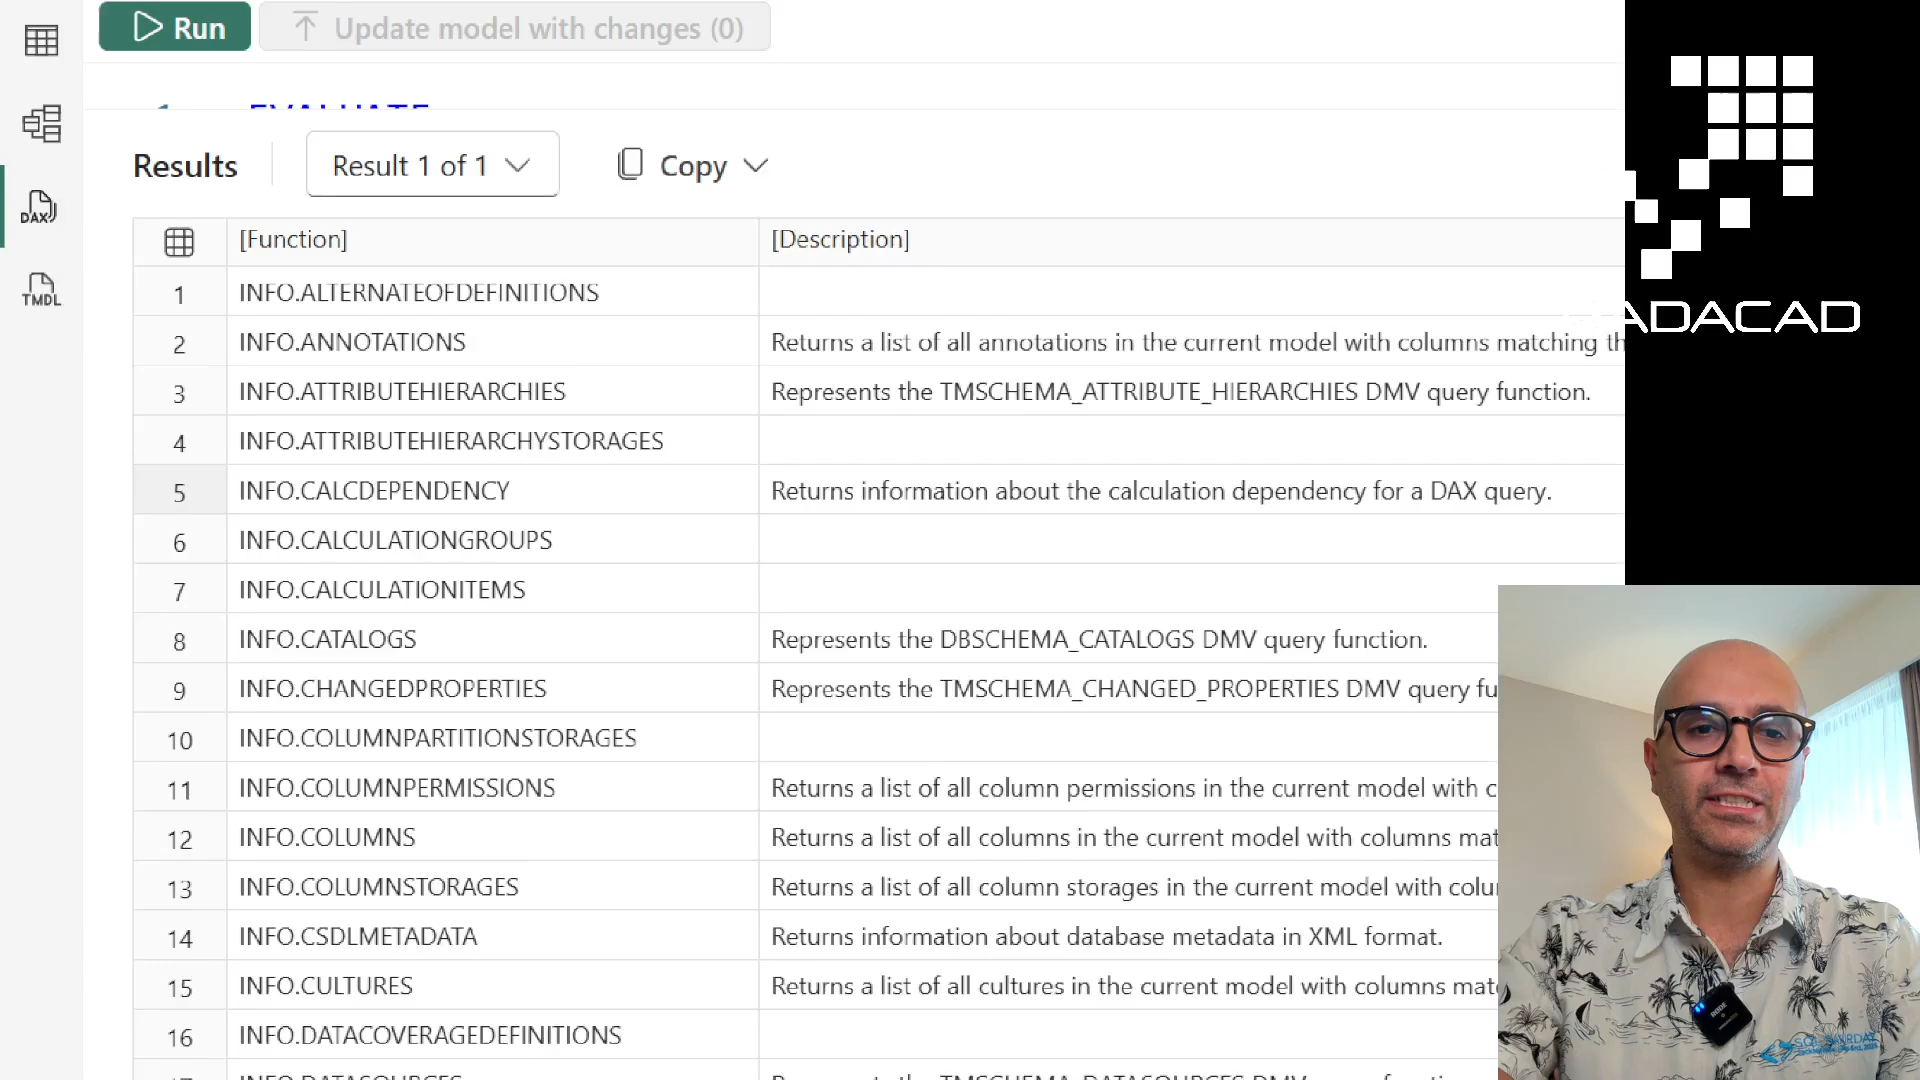 Run
Update model with changes (0)
1 EVALUATE
Results
Result 1 of 1
Copy
[Function] [Description]
1 INFO.ALTERNATEOFDEFINITIONS
2 INFO.ANNOTATIONS Returns a list of all annotations in the current model with columns matching th
3 INFO.ATTRIBUTEHIERARCHIES Represents the TMSCHEMA_ATTRIBUTE_HIERARCHIES DMV query function.
4 INFO.ATTRIBUTEHIERARCHYSTORAGES
5 INFO.CALCDEPENDENCY Returns information about the calculation dependency for a DAX query.
6 INFO.CALCULATIONGROUPS
7 INFO.CALCULATIONITEMS
8 INFO.CATALOGS Represents the DBSCHEMA_CATALOGS DMV query function.
9 INFO.CHANGEDPROPERTIES Represents the TMSCHEMA_CHANGED_PROPERTIES DMV query fu
10 INFO.COLUMNPARTITIONSTORAGES
11 INFO.COLUMNPERMISSIONS Returns a list of all column permissions in the current model with c
12 INFO.COLUMNS Returns a list of all columns in the current model with columns mat
13 INFO.COLUMNSTORAGES Returns a list of all column storages in the current model with colu
14 INFO.CSDLMETADATA Returns information about database metadata in XML format.
15 INFO.CULTURES Returns a list of all cultures in the current model with columns mat
16 INFO.DATACOVERAGEDEFINITIONS
DAX
TMDL
ADACAD
RODE